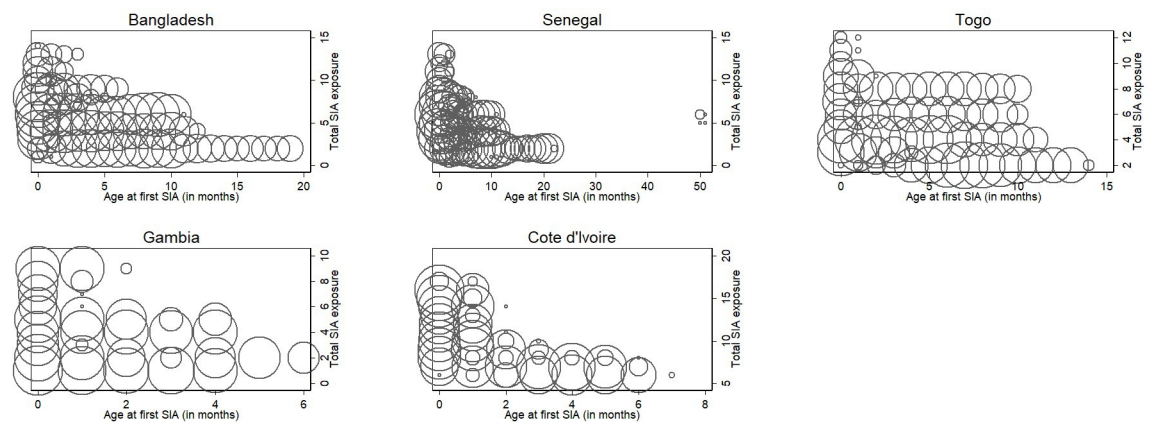 Bangladesh
15
10
5
0
Total SIA exposure
0 5 10 15 20
Age at first SIA (in months)
Senegal
15
10
5
0
Total SIA exposure
0 10 20 30 40 50
Age at first SIA (in months)
Togo
12
10
8
6
4
2
Total SIA exposure
0 5 10 15
Age at first SIA (in months)
Gambia
10
8
6
4
2
0
Total SIA exposure
0 2 4 6
Age at first SIA (in months)
Cote d'Ivoire
20
15
10
5
Total SIA exposure
0 2 4 6 8
Age at first SIA (in months)